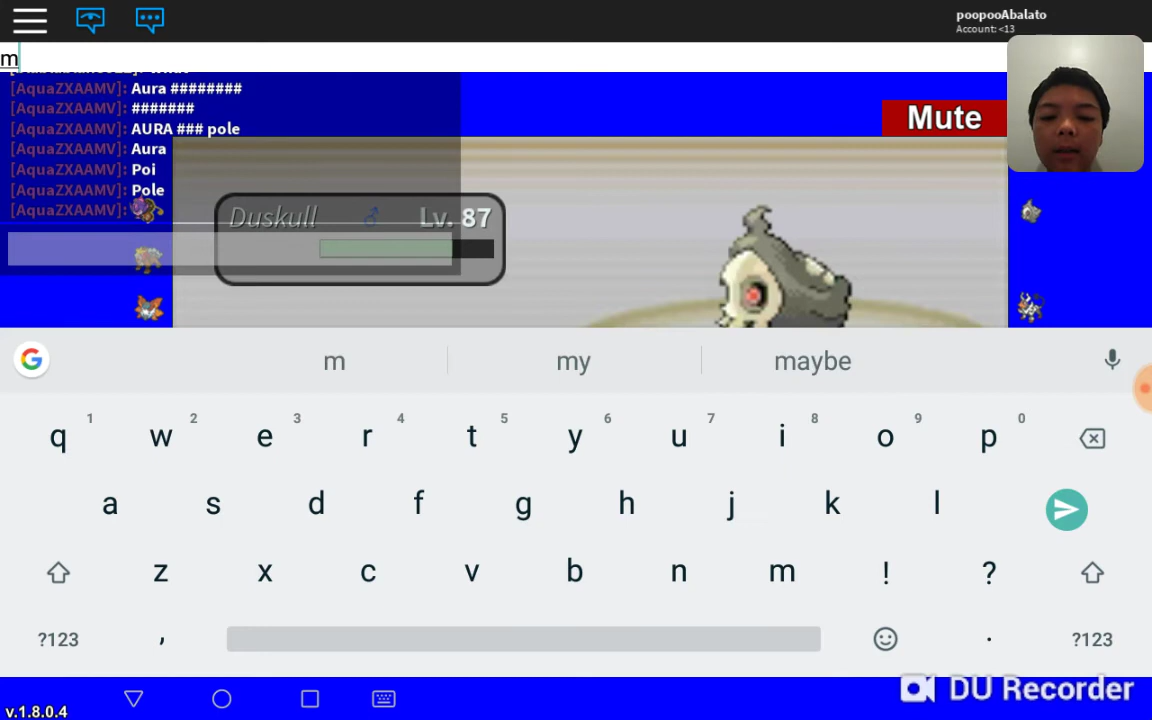 poopooAbalato
Account: <13
m
[AquaZXAAMV]: Aura ########
[AquaZXAAMV]: #######
[AquaZXAAMV]: AURA ### pole
[AquaZXAAMV]: Aura
[AquaZXAAMV]: Poi
[AquaZXAAMV]: Pole
[AquaZXAAMV]:
Mute
Duskull ♂ Lv. 87
G m my maybe
1 2 3 4 5 6 7 8 9 0
q w e r t y u i o p
a s d f g h j k l
z x c v b n m ! ?
?123 , . ?123
DU Recorder
v.1.8.0.4